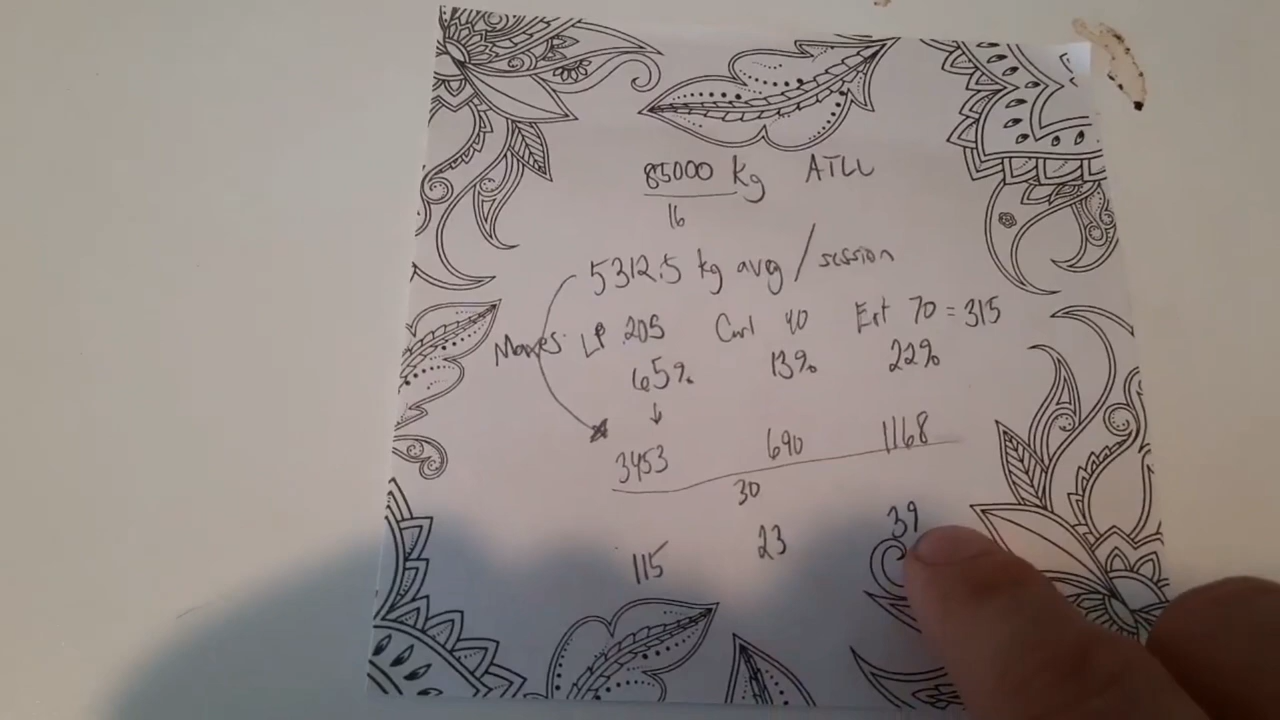 85000 kg ATLL
16
5312.5 kg avg / session
Maxes: LP 205 Curl 40 Ext 70 = 315
65% 13% 22%
3453 690 1168
30
115 23 39